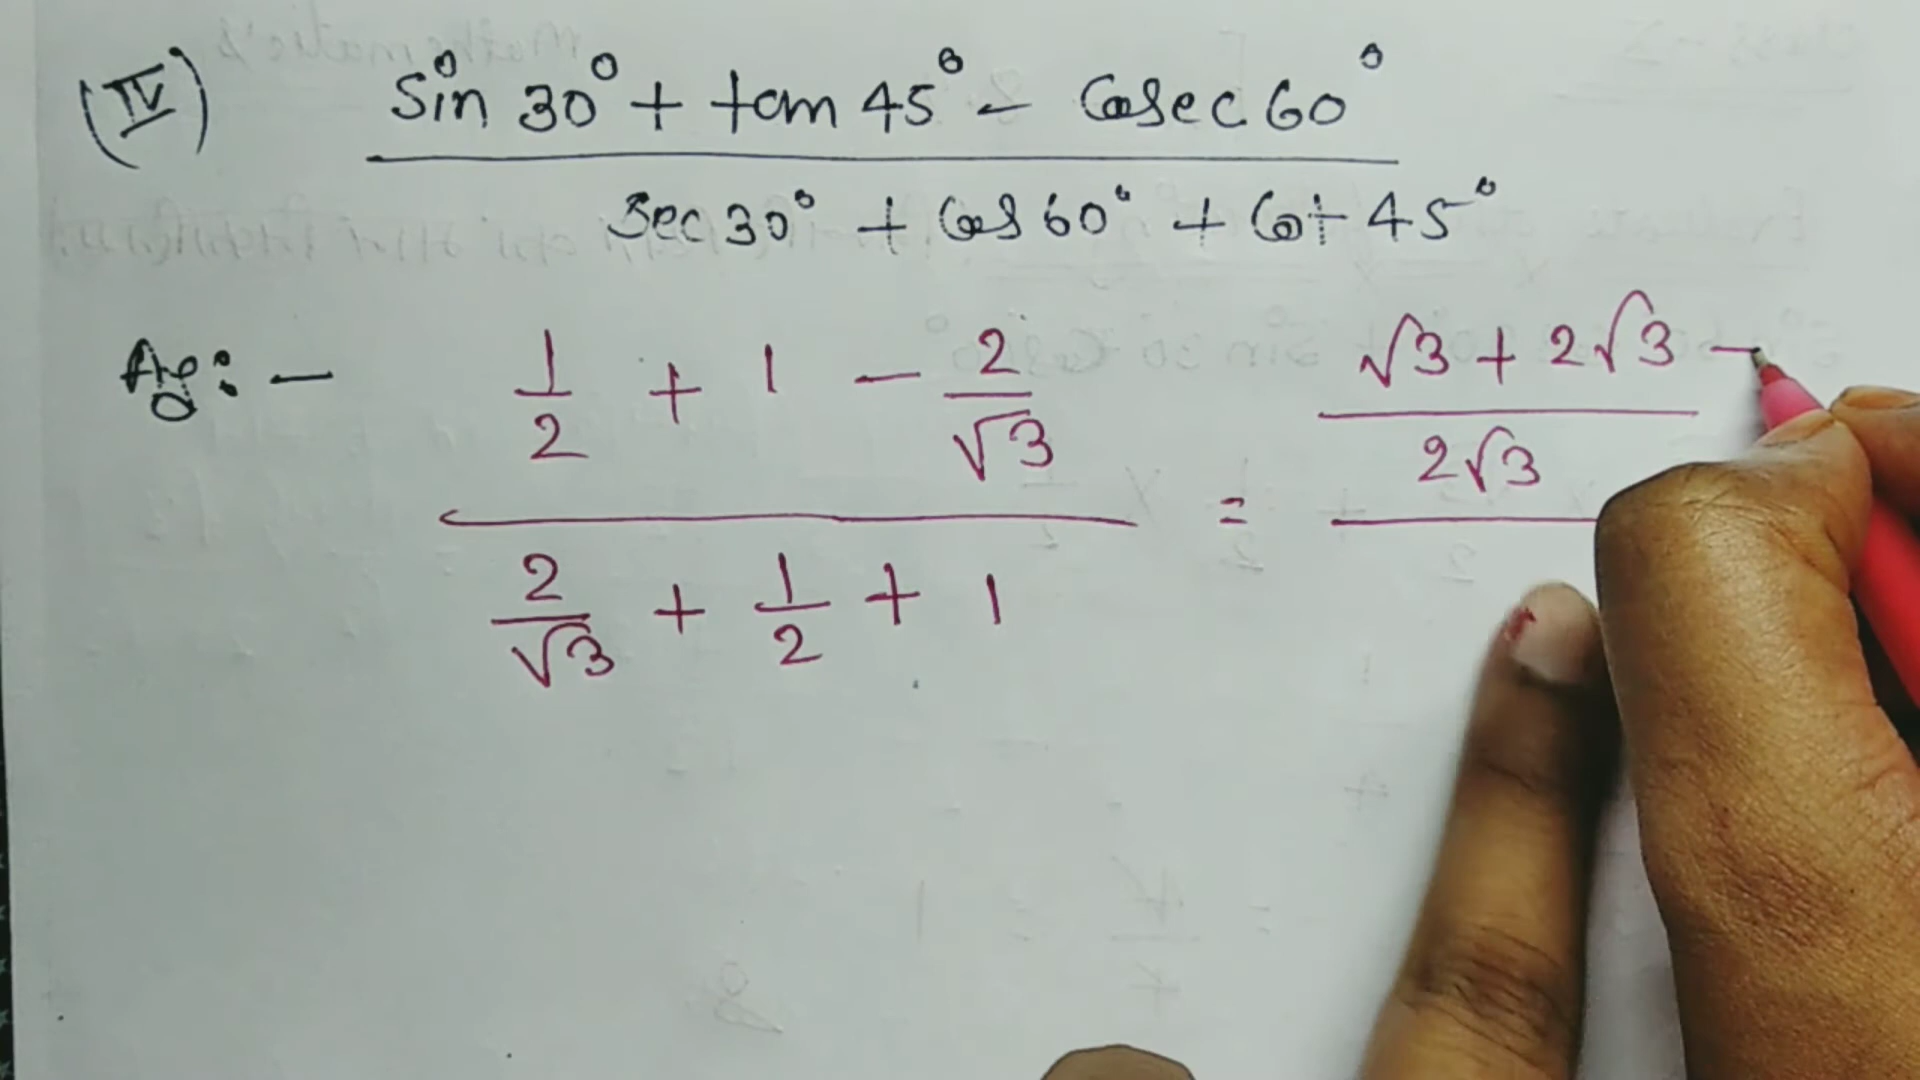 (IV) sin 30° + tan 45° - Cosec 60°
sec 30° + Cos 60° + Cot 45°
Ag: - 1/2 + 1 - 2/√3
= √3 + 2√3 -
2√3
2/√3 + 1/2 + 1